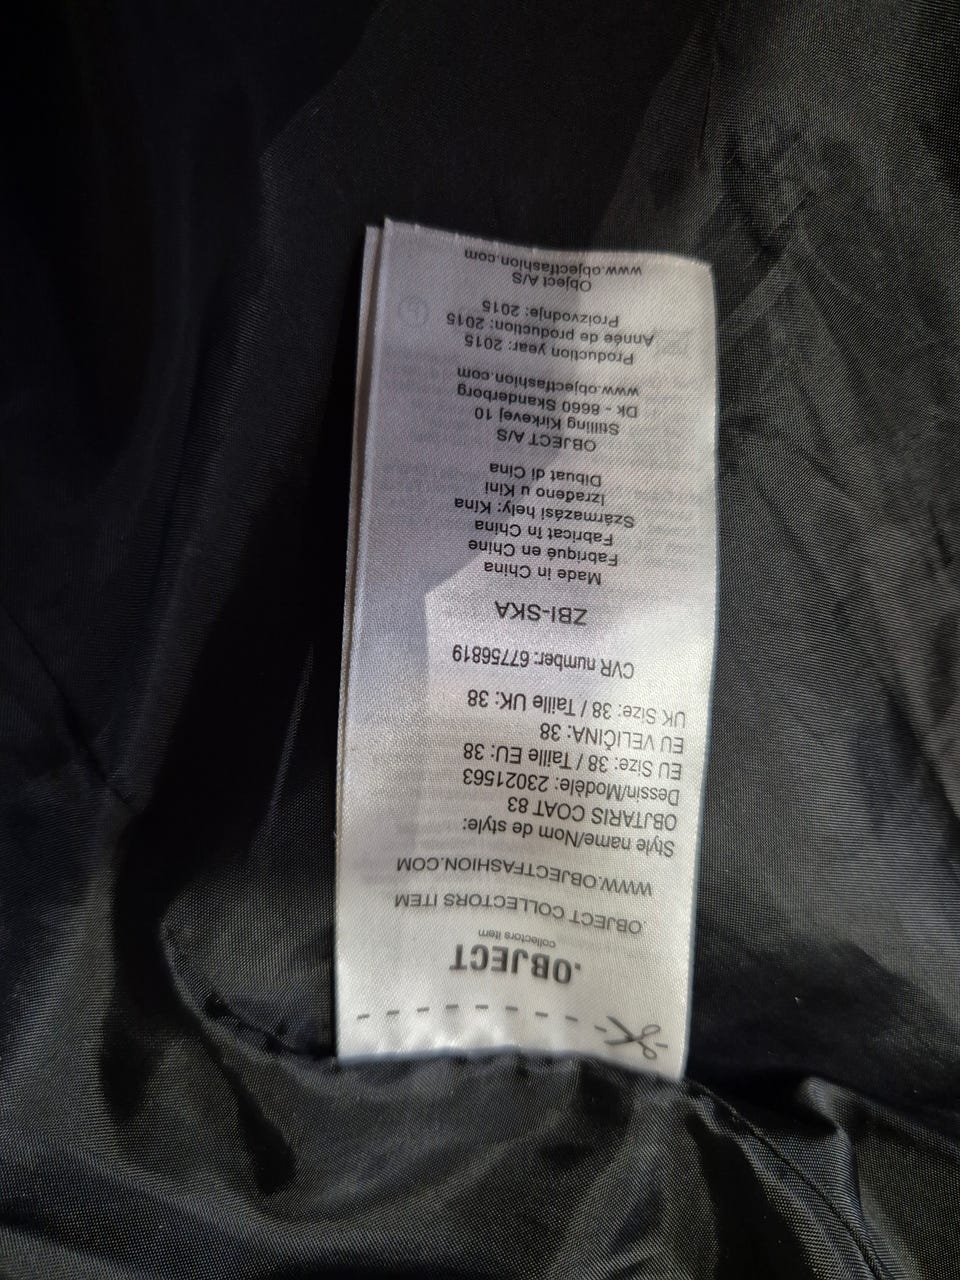 .OBJECT
collectors item
.OBJECT COLLECTORS ITEM
WWW.OBJECTFASHION.COM
Style name/Nom de style:
OBJTARIS COAT 83
Dessin/Modèle: 23021563
EU Size: 38 / Taille EU: 38
EU VELIČINA: 38
UK Size: 38 / Taille UK: 38
CVR number: 67756819
ZBI-SKA
Made in China
Fabriqué en Chine
Fabricat în China
Származási hely: Kína
Izrađeno u Kini
Dibuat di Cina
OBJECT A/S
Stilling Kirkevej 10
Dk - 8660 Skanderborg
www.objectfashion.com
Production year: 2015
Année de production: 2015
Proizvodnje: 2015
Object A/S
www.objectfashion.com